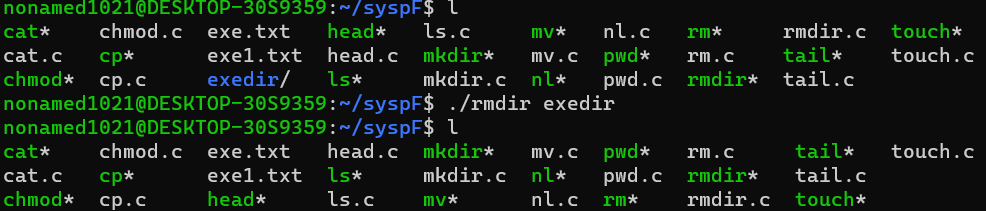 nonamed1021@DESKTOP-30S9359:~/syspF$ l
cat* chmod.c exe.txt head* ls.c mv* nl.c rm* rmdir.c touch*
cat.c cp* exe1.txt head.c mkdir* mv.c pwd* rm.c tail* touch.c
chmod* cp.c exedir/ ls* mkdir.c nl* pwd.c rmdir* tail.c
nonamed1021@DESKTOP-30S9359:~/syspF$ ./rmdir exedir
nonamed1021@DESKTOP-30S9359:~/syspF$ l
cat* chmod.c exe.txt head.c mkdir* mv.c pwd* rm.c tail* touch.c
cat.c cp* exe1.txt ls* mkdir.c nl* pwd.c rmdir* tail.c
chmod* cp.c head* ls.c mv* nl.c rm* rmdir.c touch*